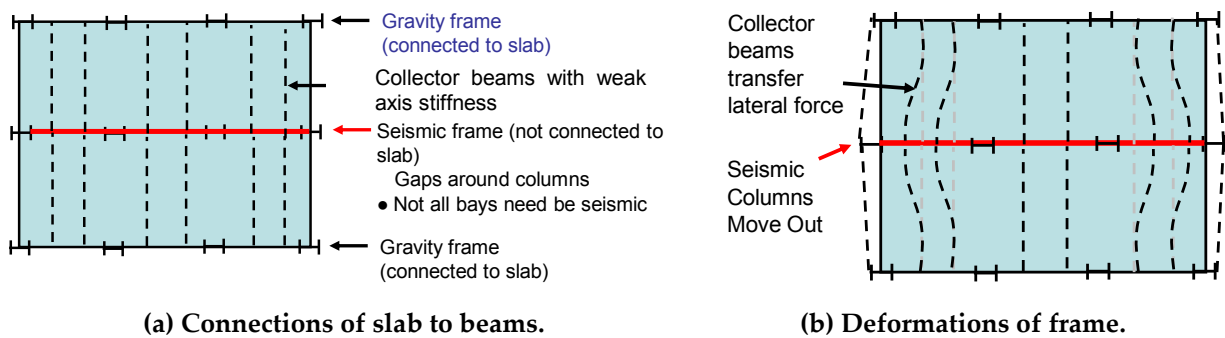 Gravity frame
(connected to slab)
Collector beams with weak
axis stiffness
Seismic frame (not connected to
slab)
Gaps around columns
● Not all bays need be seismic
Gravity frame
(connected to slab)
(a) Connections of slab to beams.
Collector
beams
transfer
lateral force
Seismic
Columns
Move Out
(b) Deformations of frame.